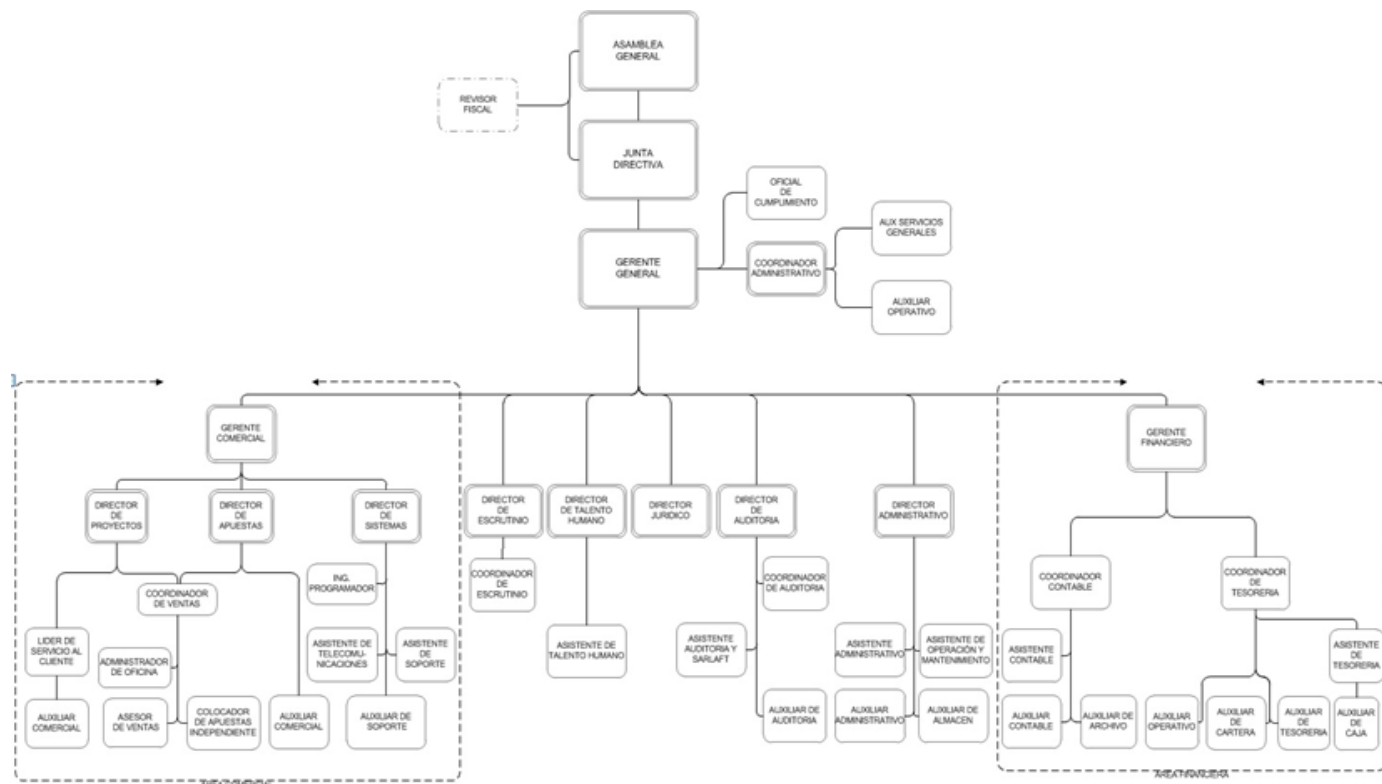 ASAMBLEA
GENERAL
REVISOR
FISCAL
JUNTA
DIRECTIVA
OFICIAL
DE
CUMPLIMIENTO
AUX SERVICIOS
GENERALES
GERENTE
GENERAL
COORDINADOR
ADMINISTRATIVO
AUXILIAR
OPERATIVO
GERENTE
COMERCIAL
GERENTE
FINANCIERO
DIRECTOR
DE
PROYECTOS
DIRECTOR
DE
APUESTAS
DIRECTOR
DE
SISTEMAS
DIRECTOR
DE
ESCRUTINIO
DIRECTOR
DE TALENTO
HUMANO
DIRECTOR
JURIDICO
DIRECTOR
DE
AUDITORIA
DIRECTOR
ADMINISTRATIVO
COORDINADOR
DE VENTAS
ING.
PROGRAMADOR
COORDINADOR
DE
ESCRUTINIO
COORDINADOR
DE AUDITORIA
COORDINADOR
CONTABLE
COORDINADOR
DE
TESORERIA
LIDER DE
SERVICIO AL
CLIENTE
ADMINISTRADOR
DE OFICINA
ASISTENTE DE
TELECOMU-
NICACIONES
ASISTENTE
DE
SOPORTE
ASISTENTE DE
TALENTO HUMANO
ASISTENTE
AUDITORIA Y
SARLAFT
ASISTENTE
ADMINISTRATIVO
ASISTENTE DE
OPERACIÓN Y
MANTENIMIENTO
ASISTENTE
CONTABLE
ASISTENTE
DE
TESORERIA
AUXILIAR
COMERCIAL
ASESOR
DE VENTAS
COLOCADOR
DE APUESTAS
INDEPENDIENTE
AUXILIAR
COMERCIAL
AUXILIAR DE
SOPORTE
AUXILIAR DE
AUDITORIA
AUXILIAR
ADMINISTRATIVO
AUXILIAR DE
ALMACEN
AUXILIAR
CONTABLE
AUXILIAR DE
ARCHIVO
AUXILIAR
OPERATIVO
AUXILIAR
DE
CARTERA
AUXILIAR
DE
TESORERIA
AUXILIAR
DE
CAJA
AREA FINANCIERA